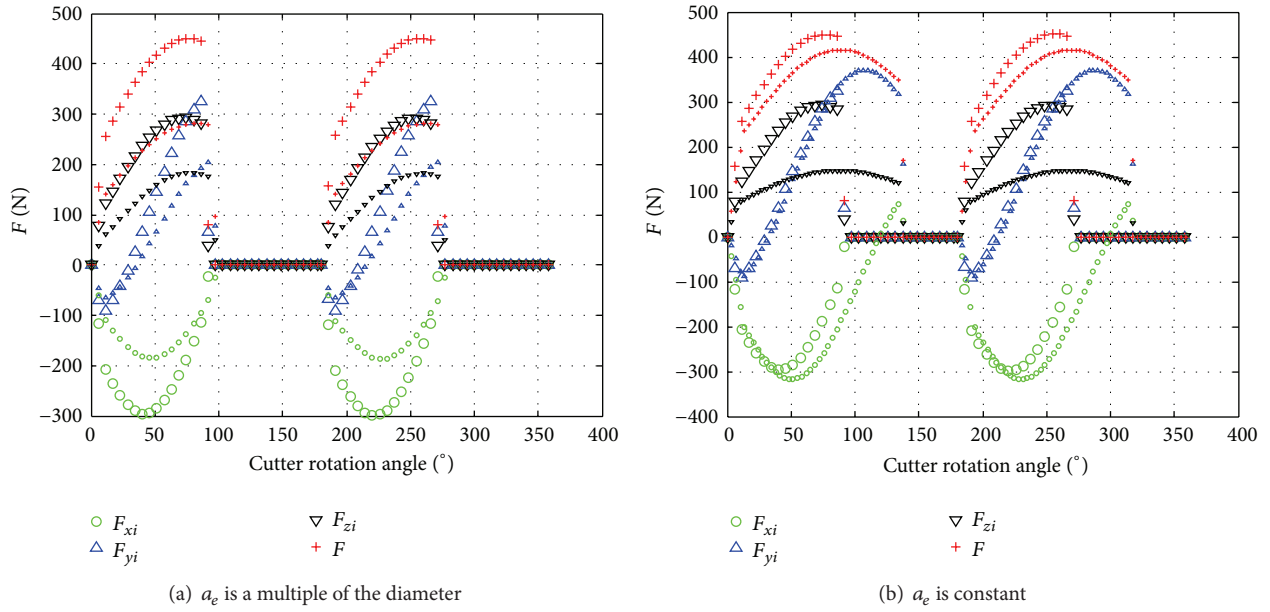 500
400
300
200
100
0
−100
−200
−300
F (N)
0 50 100 150 200 250 300 350 400
Cutter rotation angle (°)
F_xi
F_yi
F_zi
F
(a) a_e is a multiple of the diameter
500
400
300
200
100
0
−100
−200
−300
−400
F (N)
0 50 100 150 200 250 300 350 400
Cutter rotation angle (°)
F_xi
F_yi
F_zi
F
(b) a_e is constant